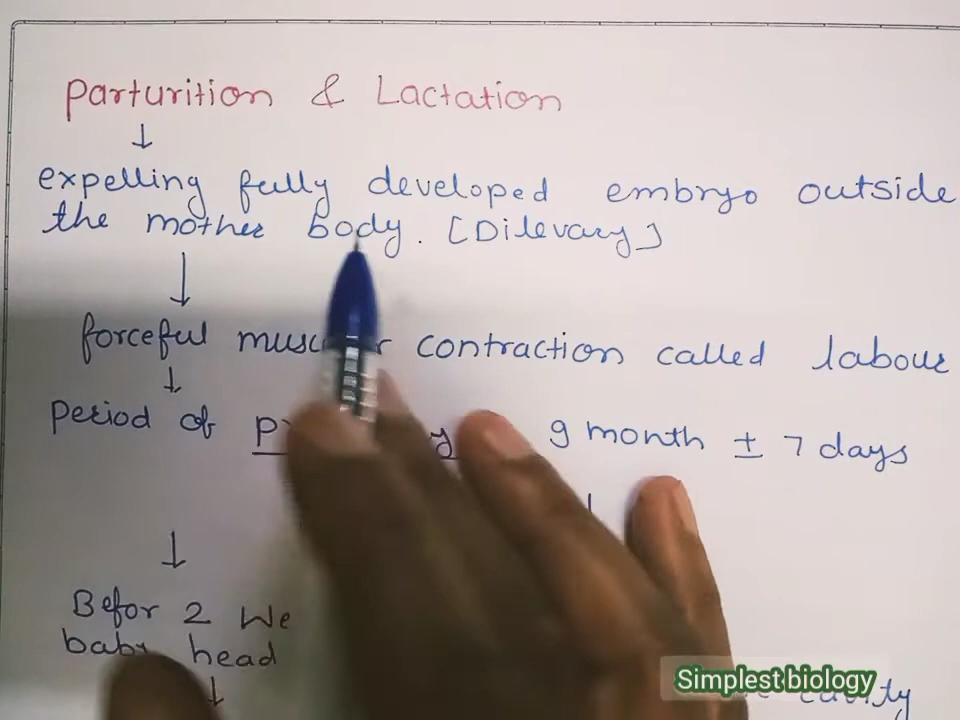 Parturition & Lactation
↓
expelling fully developed embryo outside
the mother body. [Dilevary]
↓
forceful contraction called labour
↓
Period of 9 month ± 7 days
↓
Befor 2 We
baby head
↓
Simplest biology